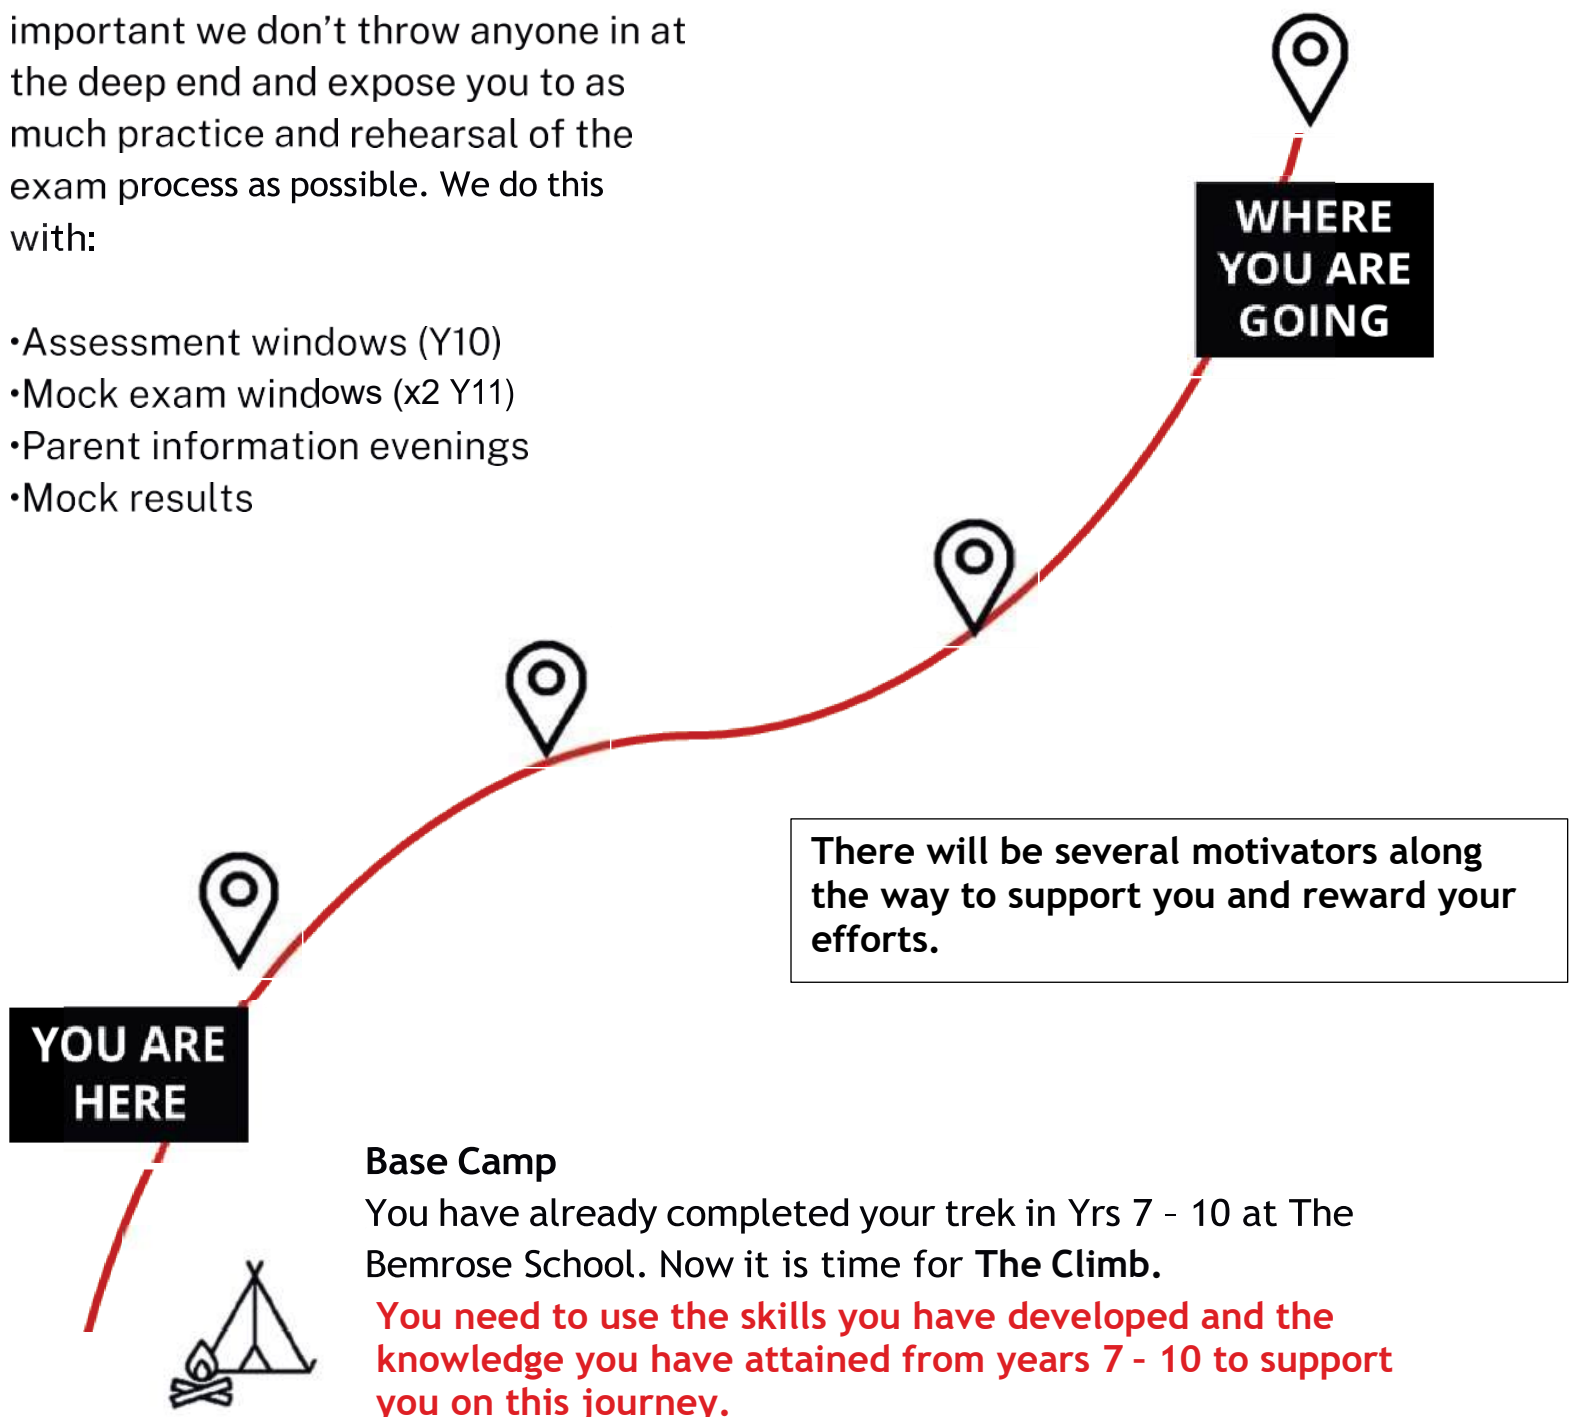 important we don’t throw anyone in at
the deep end and expose you to as
much practice and rehearsal of the
exam process as possible. We do this
with:
•Assessment windows (Y10)
•Mock exam windows (x2 Y11)
•Parent information evenings
•Mock results
WHERE
YOU ARE
GOING
There will be several motivators along
the way to support you and reward your
efforts.
YOU ARE
HERE
Base Camp
You have already completed your trek in Yrs 7 – 10 at The
Bemrose School. Now it is time for The Climb.
You need to use the skills you have developed and the
knowledge you have attained from years 7 – 10 to support
you on this journey.